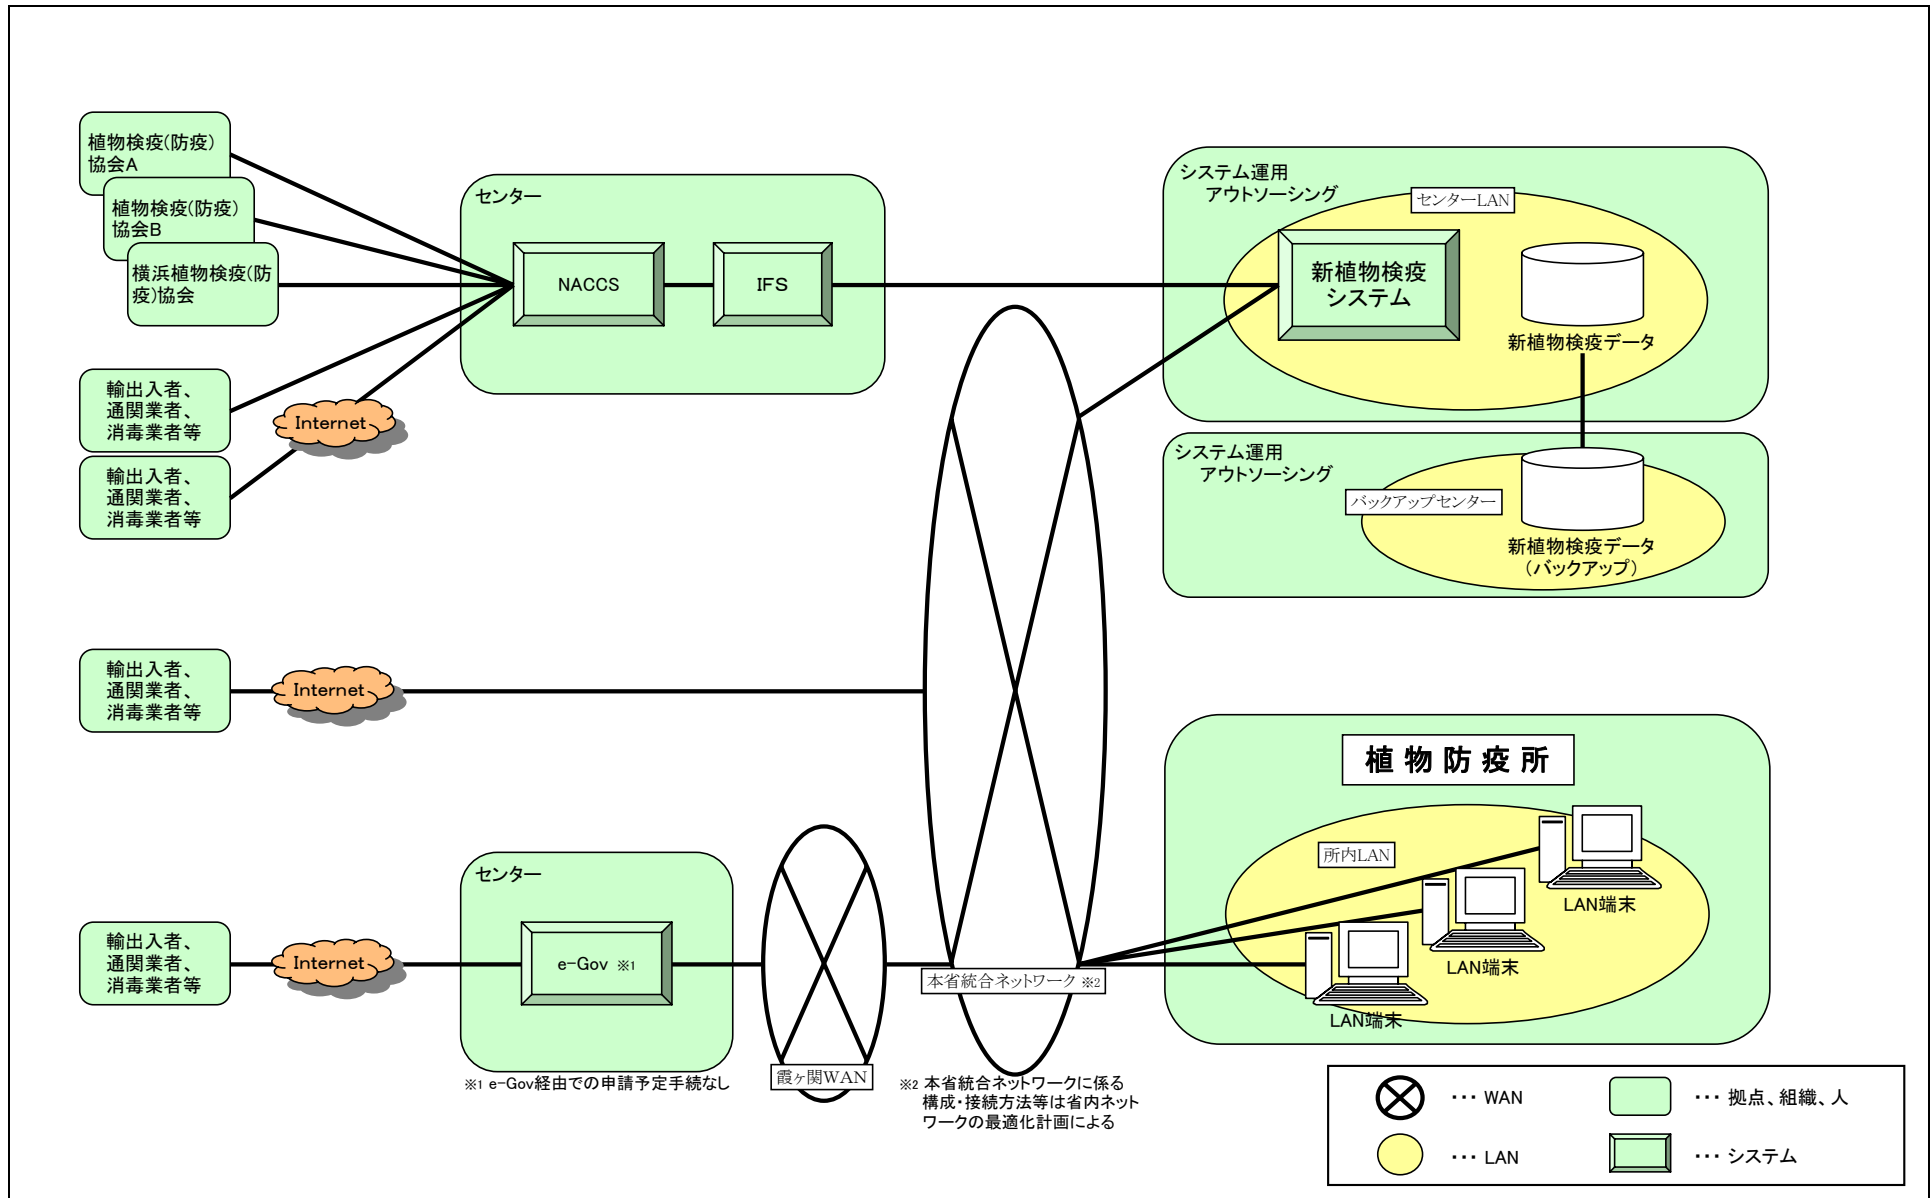 植物検疫(防疫)
協会A
植物検疫(防疫)
協会B
横浜植物検疫(防
疫)協会
輸出入者、
通関業者、
消毒業者等
輸出入者、
通関業者、
消毒業者等
Internet
センター
NACCS
IFS
システム運用
アウトソーシング
センターLAN
新植物検疫
システム
新植物検疫データ
システム運用
アウトソーシング
バックアップセンター
新植物検疫データ
(バックアップ)
輸出入者、
通関業者、
消毒業者等
Internet
植物防疫所
所内LAN
LAN端末
LAN端末
LAN端末
輸出入者、
通関業者、
消毒業者等
Internet
センター
e-Gov ※1
※1 e-Gov経由での申請予定手続なし
霞ヶ関WAN
本省統合ネットワーク ※2
※2 本省統合ネットワークに係る
構成・接続方法等は省内ネット
ワークの最適化計画による
・・・ WAN
・・・ 拠点、組織、人
・・・ LAN
・・・ システム